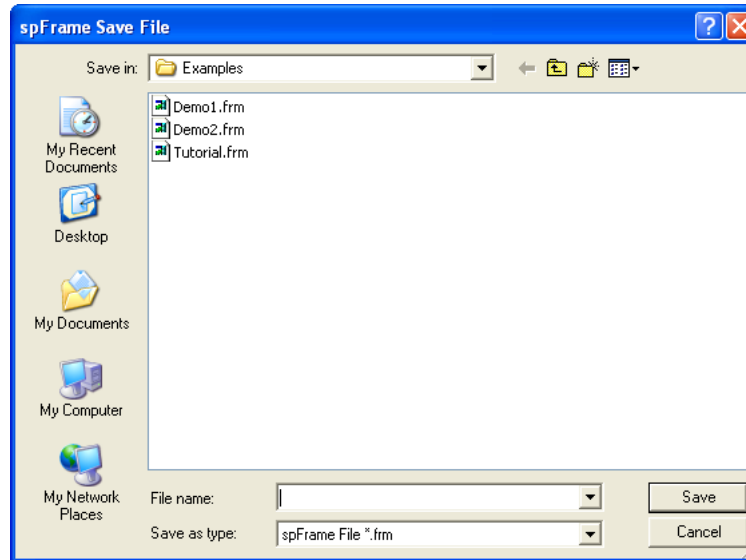 spFrame Save File
Save in:
Examples
Demo1.frm
Demo2.frm
Tutorial.frm
My Recent
Documents
Desktop
My Documents
My Computer
My Network
Places
File name:
Save
Save as type:
spFrame File *.frm
Cancel